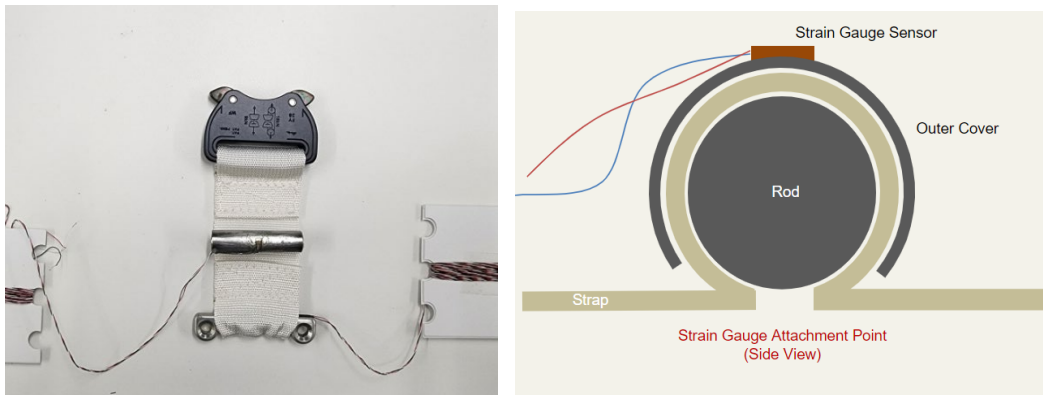 Strain Gauge Sensor
Outer Cover
Rod
Strap
Strain Gauge Attachment Point
(Side View)